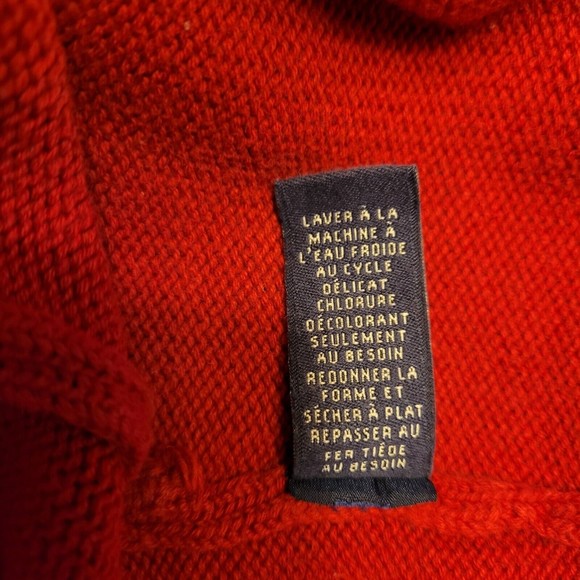 LAVER À LA
MACHINE À
L'EAU FROIDE
AU CYCLE
DÉLICAT
CHLORURE
DÉCOLORANT
SEULEMENT
AU BESOIN
REDONNER LA
FORME ET
SÉCHER À PLAT
REPASSER AU
FER TIÉDE
AU BESOIN